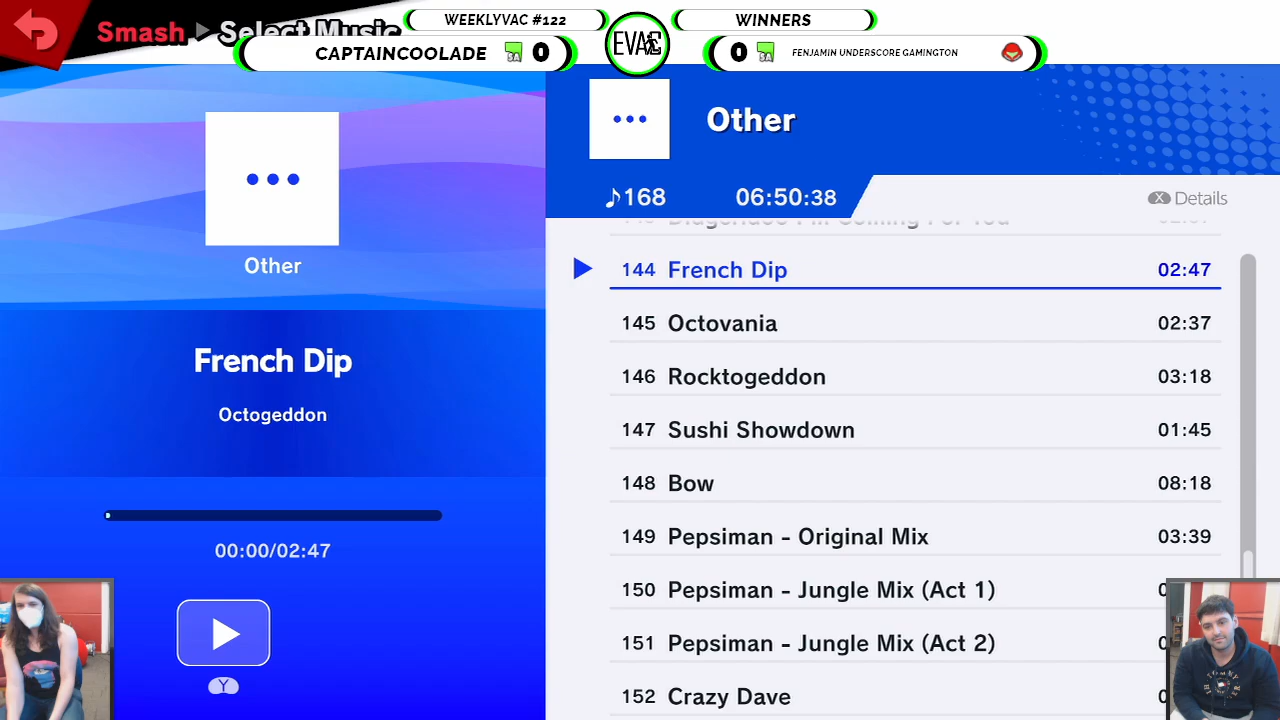 Smash ▶ Select Music
WEEKLYVAC #122
WINNERS
CAPTAINCOOLADE 0
EVAC
0 FENJAMIN UNDERSCORE GAMINGTON
Other
Other
♪168 06:50:38
X Details
French Dip
Octogeddon
00:00/02:47
Y
144 French Dip 02:47
145 Octovania 02:37
146 Rocktogeddon 03:18
147 Sushi Showdown 01:45
148 Bow 08:18
149 Pepsiman - Original Mix 03:39
150 Pepsiman - Jungle Mix (Act 1)
151 Pepsiman - Jungle Mix (Act 2)
152 Crazy Dave